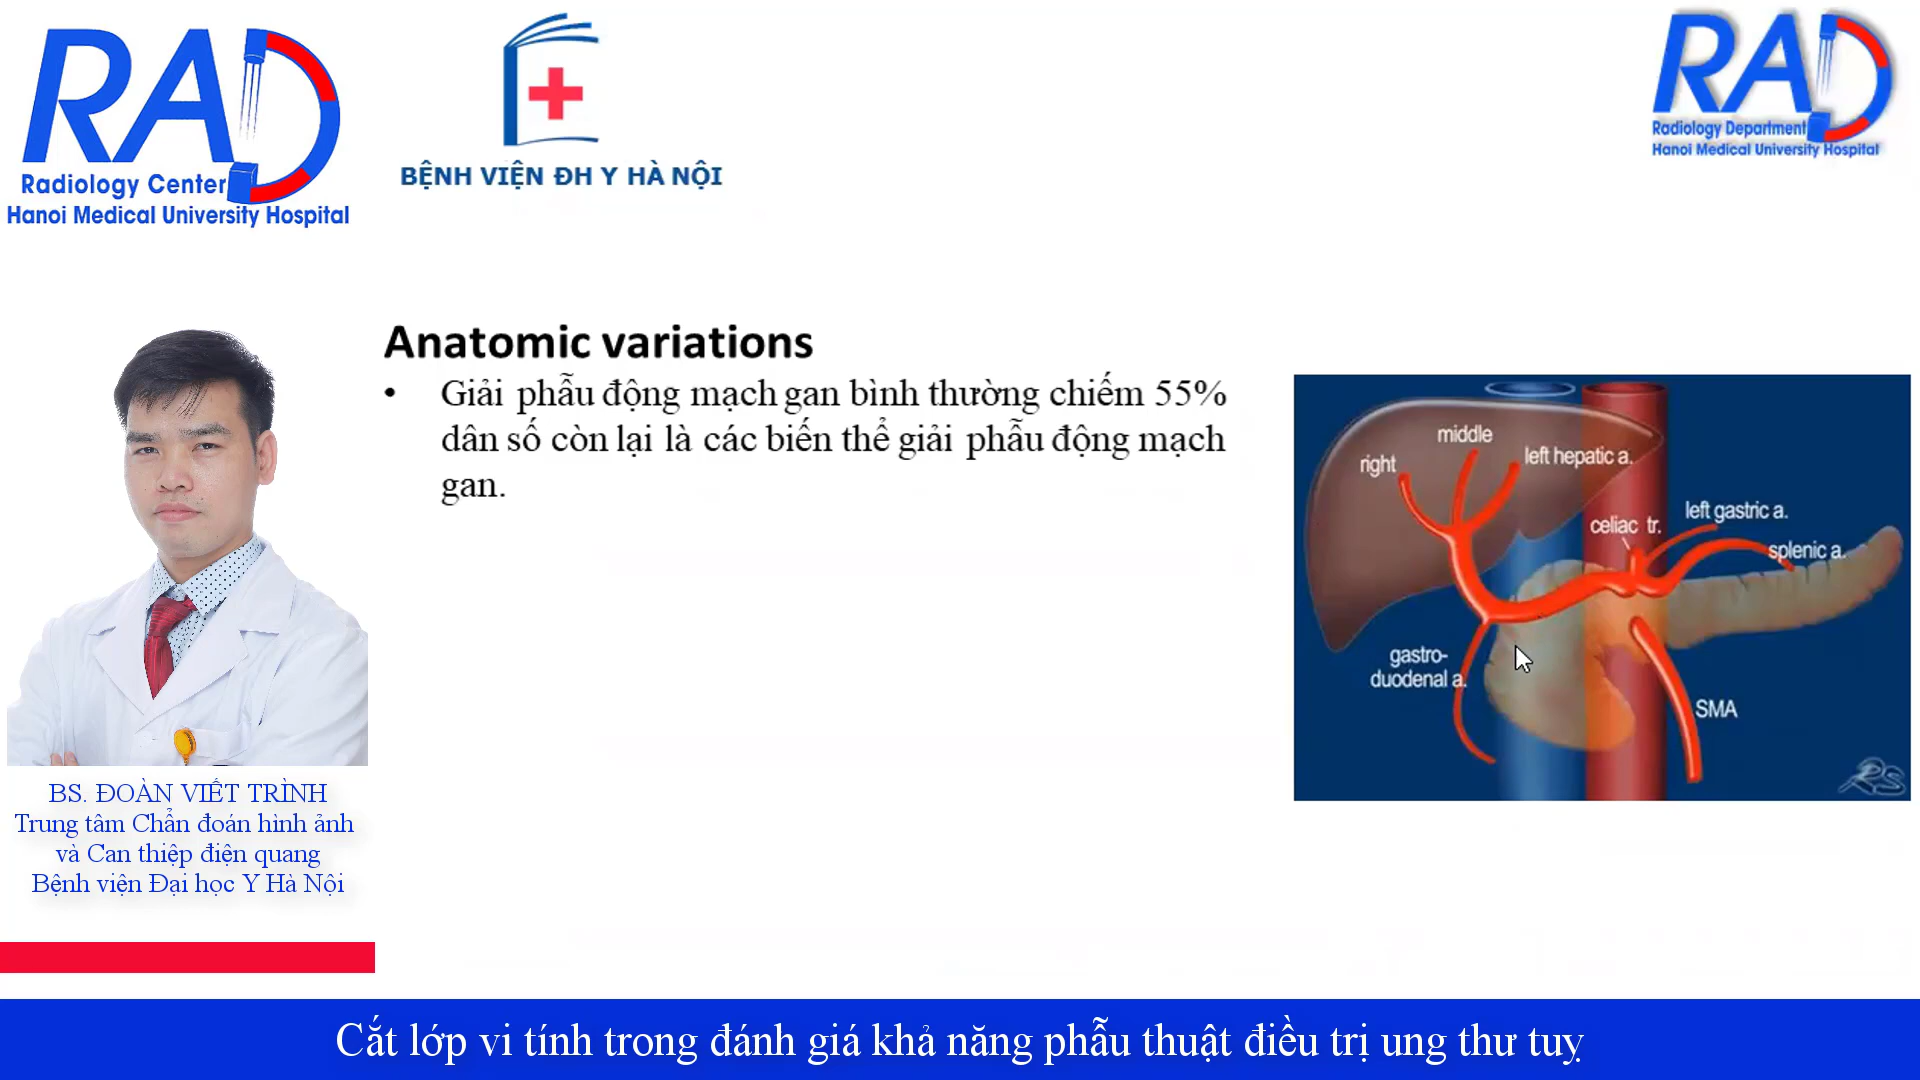 RAD
Radiology Center
Hanoi Medical University Hospital
BỆNH VIỆN ĐH Y HÀ NỘI
RAD
Radiology Department
Hanoi Medical University Hospital
Anatomic variations
• Giải phẫu động mạch gan bình thường chiếm 55%
dân số còn lại là các biến thể giải phẫu động mạch
gan.
middle
right
left hepatic a.
left gastric a.
celiac tr.
splenic a.
gastro-
duodenal a.
SMA
RS
BS. ĐOÀN VIẾT TRÌNH
Trung tâm Chẩn đoán hình ảnh
và Can thiệp điện quang
Bệnh viện Đại học Y Hà Nội
Cắt lớp vi tính trong đánh giá khả năng phẫu thuật điều trị ung thư tuỵ